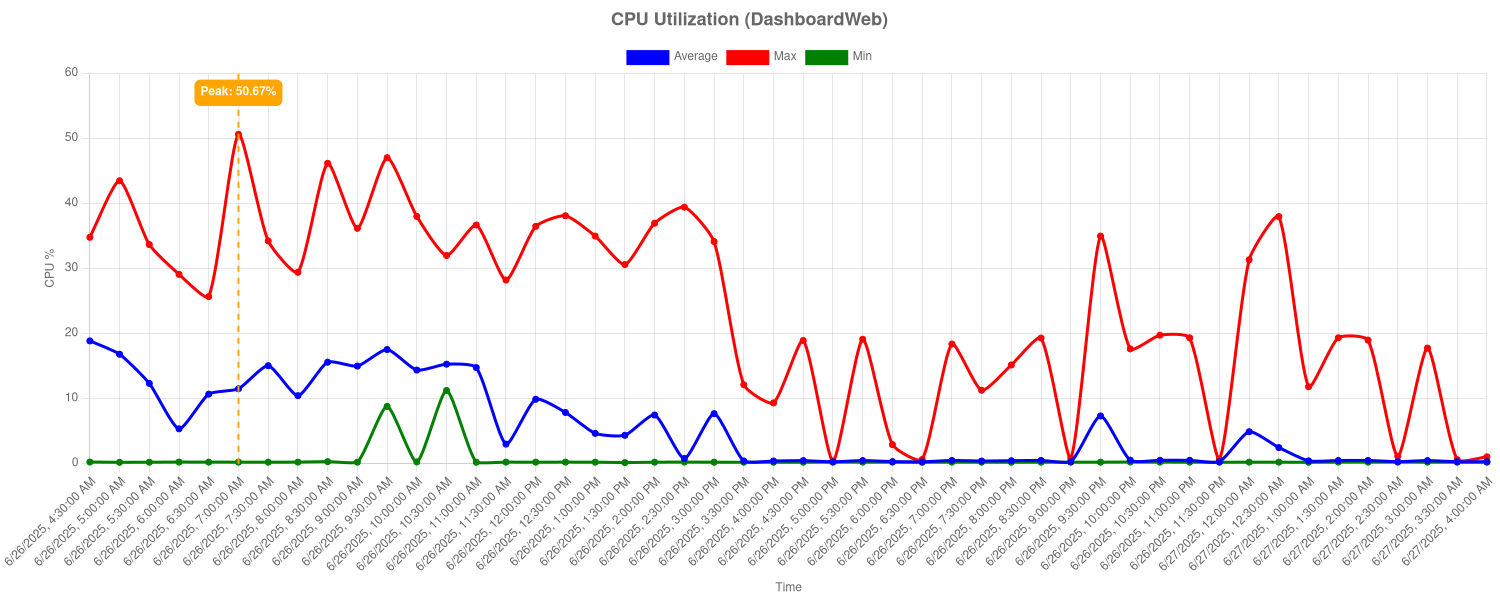 CPU Utilization (DashboardWeb)
Average Max Min
Peak: 50.67%
60
50
40
30
20
10
0
CPU %
6/26/2025, 4:30:00 AM
6/26/2025, 5:00:00 AM
6/26/2025, 5:30:00 AM
6/26/2025, 6:00:00 AM
6/26/2025, 6:30:00 AM
6/26/2025, 7:00:00 AM
6/26/2025, 7:30:00 AM
6/26/2025, 8:00:00 AM
6/26/2025, 8:30:00 AM
6/26/2025, 9:00:00 AM
6/26/2025, 9:30:00 AM
6/26/2025, 10:00:00 AM
6/26/2025, 10:30:00 AM
6/26/2025, 11:00:00 AM
6/26/2025, 11:30:00 AM
6/26/2025, 12:00:00 PM
6/26/2025, 12:30:00 PM
6/26/2025, 1:00:00 PM
6/26/2025, 1:30:00 PM
6/26/2025, 2:00:00 PM
6/26/2025, 2:30:00 PM
6/26/2025, 3:00:00 PM
6/26/2025, 3:30:00 PM
6/26/2025, 4:00:00 PM
6/26/2025, 4:30:00 PM
6/26/2025, 5:00:00 PM
6/26/2025, 5:30:00 PM
6/26/2025, 6:00:00 PM
6/26/2025, 6:30:00 PM
6/26/2025, 7:00:00 PM
6/26/2025, 7:30:00 PM
6/26/2025, 8:00:00 PM
6/26/2025, 8:30:00 PM
6/26/2025, 9:00:00 PM
6/26/2025, 9:30:00 PM
6/26/2025, 10:00:00 PM
6/26/2025, 10:30:00 PM
6/26/2025, 11:00:00 PM
6/26/2025, 11:30:00 PM
6/27/2025, 12:00:00 AM
6/27/2025, 12:30:00 AM
6/27/2025, 1:00:00 AM
6/27/2025, 1:30:00 AM
6/27/2025, 2:00:00 AM
6/27/2025, 2:30:00 AM
6/27/2025, 3:00:00 AM
6/27/2025, 3:30:00 AM
6/27/2025, 4:00:00 AM
Time